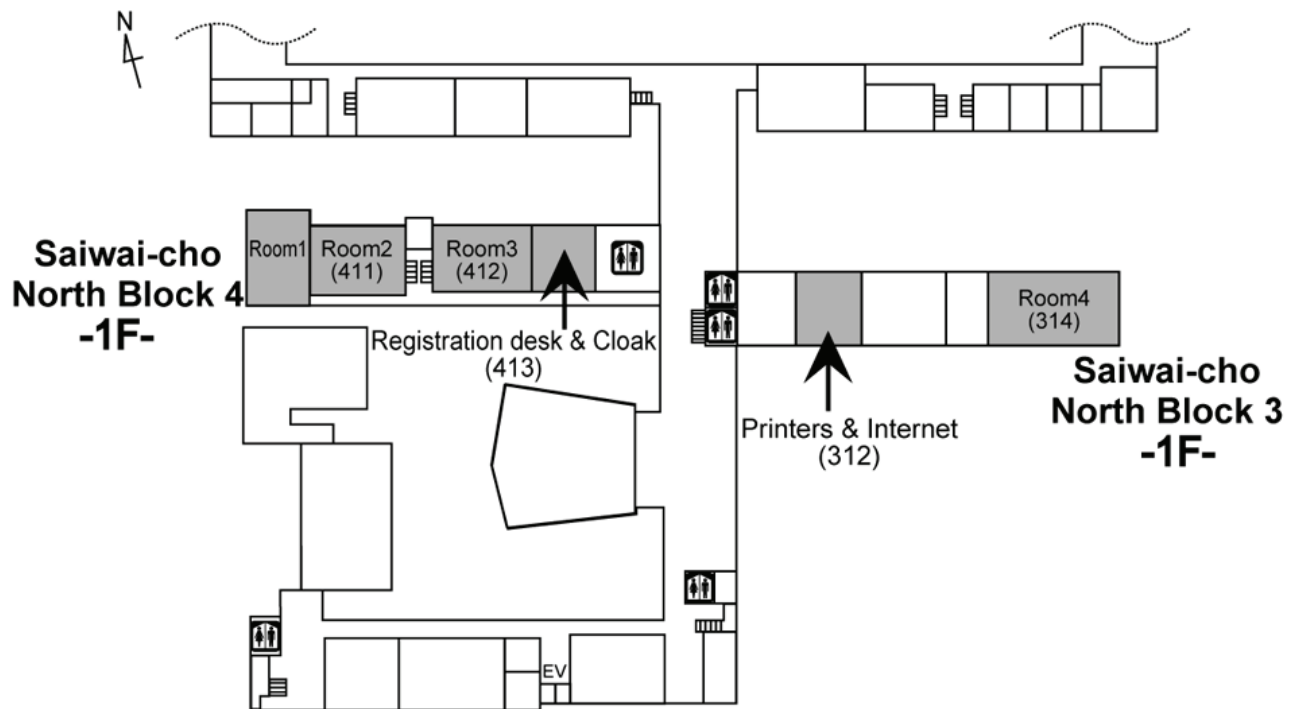 N
Saiwai-cho
North Block 4
-1F-
Room1
Room2
(411)
Room3
(412)
Registration desk & Cloak
(413)
Room4
(314)
Printers & Internet
(312)
Saiwai-cho
North Block 3
-1F-
EV